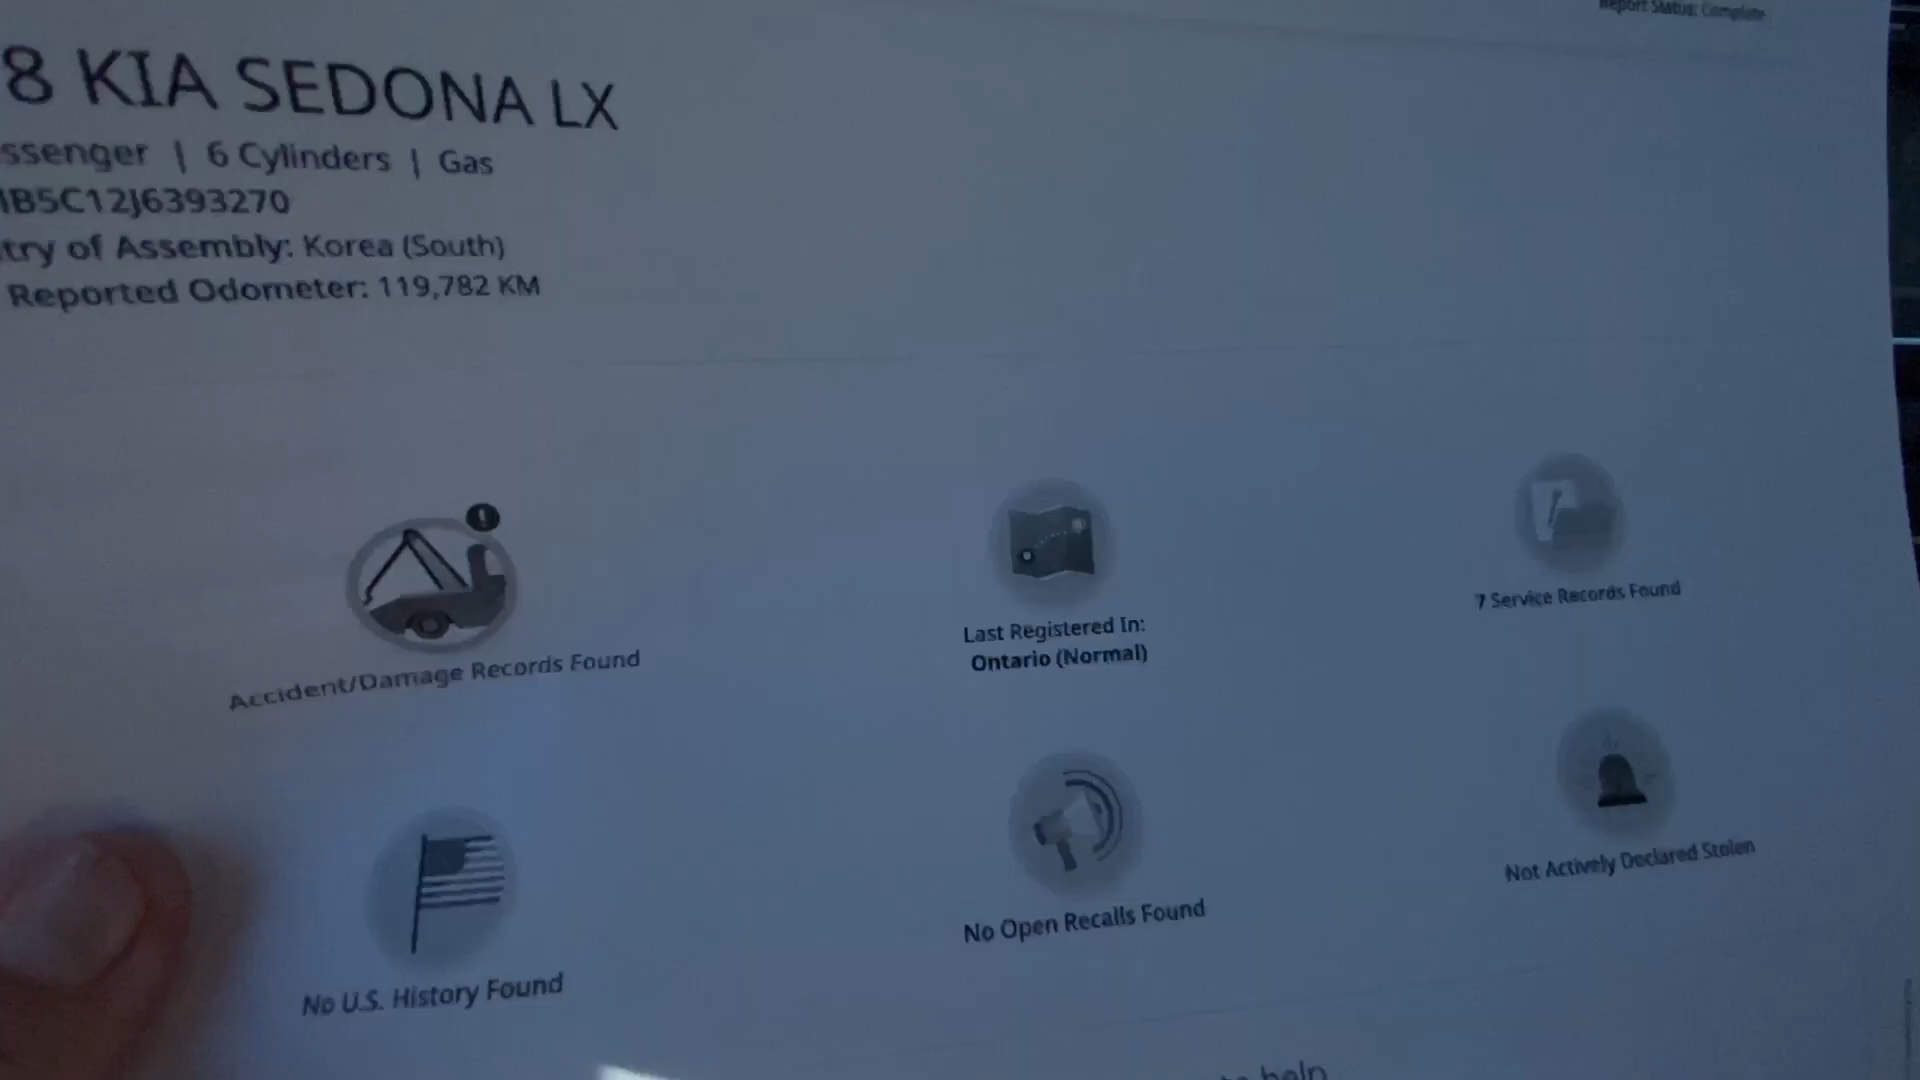 Report Status: Complete
8 KIA SEDONA LX
ssenger | 6 Cylinders | Gas
B5C12J6393270
try of Assembly: Korea (South)
Reported Odometer: 119,782 KM
Accident/Damage Records Found
Last Registered In:
Ontario (Normal)
7 Service Records Found
No U.S. History Found
No Open Recalls Found
Not Actively Declared Stolen
help